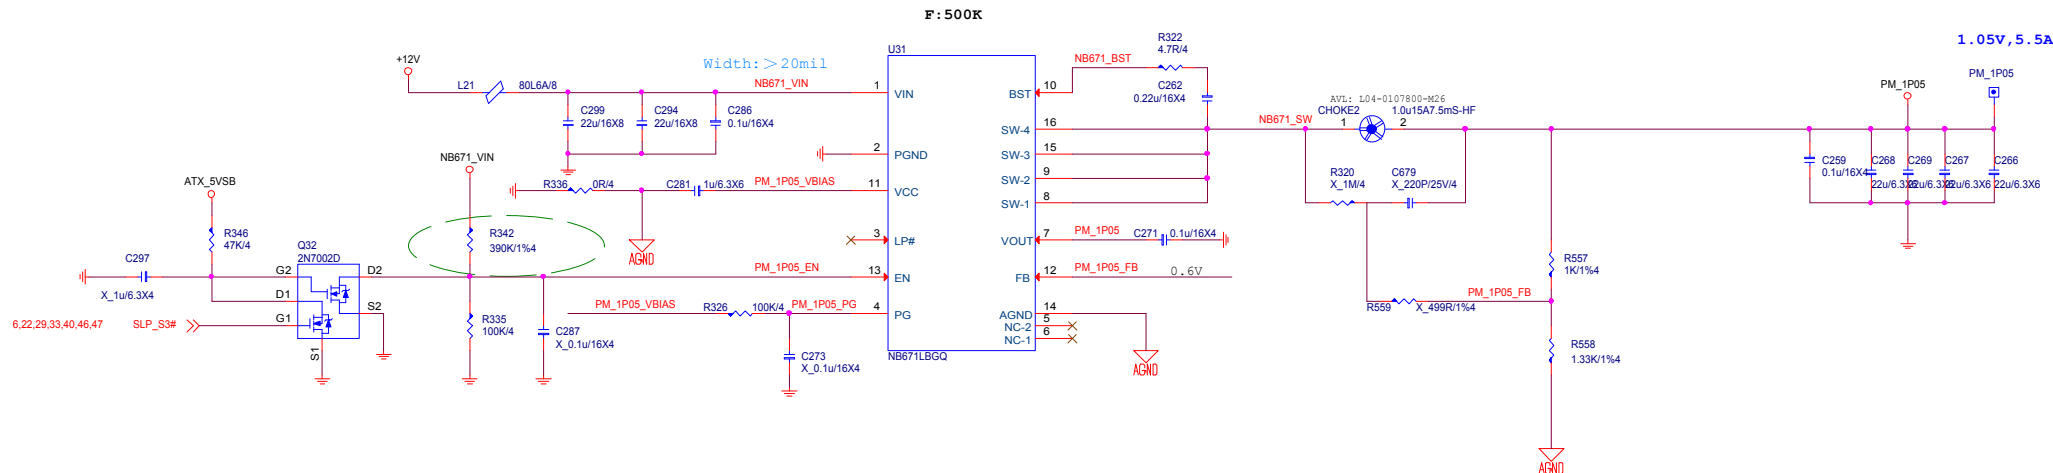 F:500K
1.05V,5.5A
+12V
L21
80L6A/8
Width:＞20mil
NB671_VIN
C299
22u/16X8
C294
22u/16X8
C286
0.1u/16X4
U31
1
VIN
2
PGND
11
VCC
3
LP#
13
EN
4
PG
BST
10
SW-4
16
SW-3
15
SW-2
9
SW-1
8
VOUT
7
FB
12
AGND
14
NC-2
5
NC-1
6
NB671LBGQ
NB671_BST
R322
4.7R/4
C262
0.22u/16X4
NB671_SW
AVL: L04-0107800-M26
CHOKE2
1.0u15A7.5mS-HF
1
2
R320
X_1M/4
C679
X_220P/25V/4
PM_1P05
C271
0.1u/16X4
PM_1P05_FB
0.6V
AGND
R557
1K/1%4
PM_1P05_FB
R559
X_499R/1%4
R558
1.33K/1%4
AGND
PM_1P05
PM_1P05
C259
0.1u/16X4
C268
22u/6.3X6
C269
22u/6.3X6
C267
22u/6.3X6
C266
22u/6.3X6
NB671_VIN
R336
0R/4
C281
1u/6.3X6
PM_1P05_VBIAS
AGND
R342
390K/1%4
ATX_5VSB
R346
47K/4
C297
X_1u/6.3X4
Q32
2N7002D
G2
D2
D1
S2
G1
S1
6,22,29,33,40,46,47
SLP_S3#
PM_1P05_EN
R335
100K/4
C287
X_0.1u/16X4
PM_1P05_VBIAS
R326
100K/4
PM_1P05_PG
C273
X_0.1u/16X4